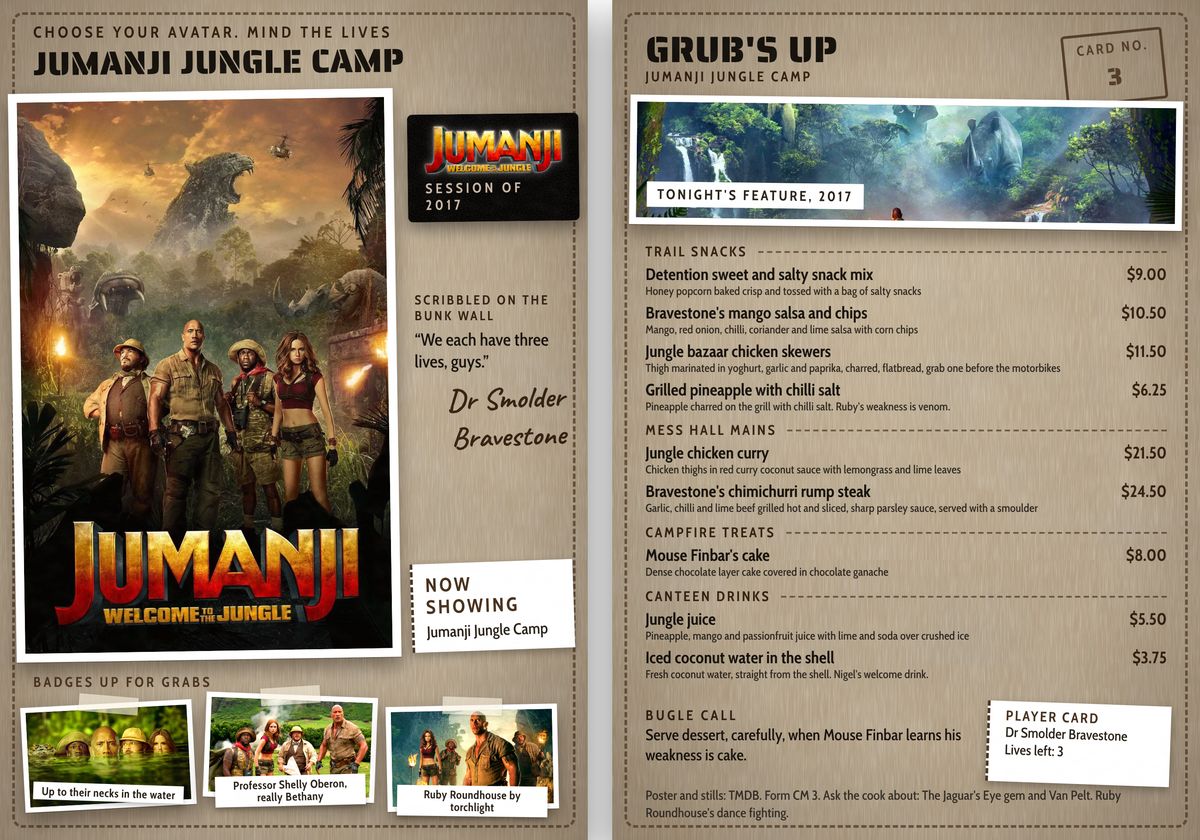 CHOOSE YOUR AVATAR. MIND THE LIVES
JUMANJI JUNGLE CAMP
JUMANJI
WELCOME TO THE JUNGLE
SESSION OF
2017
SCRIBBLED ON THE
BUNK WALL
“We each have three
lives, guys.”
Dr Smolder
Bravestone
JUMANJI
WELCOME TO THE JUNGLE
NOW
SHOWING
Jumanji Jungle Camp
BADGES UP FOR GRABS
Up to their necks in the water
Professor Shelly Oberon,
really Bethany
Ruby Roundhouse by
torchlight
GRUB'S UP
JUMANJI JUNGLE CAMP
CARD NO.
3
TONIGHT'S FEATURE, 2017
TRAIL SNACKS
Detention sweet and salty snack mix $9.00
Honey popcorn baked crisp and tossed with a bag of salty snacks
Bravestone's mango salsa and chips $10.50
Mango, red onion, chilli, coriander and lime salsa with corn chips
Jungle bazaar chicken skewers $11.50
Thigh marinated in yoghurt, garlic and paprika, charred, flatbread, grab one before the motorbikes
Grilled pineapple with chilli salt $6.25
Pineapple charred on the grill with chilli salt. Ruby's weakness is venom.
MESS HALL MAINS
Jungle chicken curry $21.50
Chicken thighs in red curry coconut sauce with lemongrass and lime leaves
Bravestone's chimichurri rump steak $24.50
Garlic, chilli and lime beef grilled hot and sliced, sharp parsley sauce, served with a smoulder
CAMPFIRE TREATS
Mouse Finbar's cake $8.00
Dense chocolate layer cake covered in chocolate ganache
CANTEEN DRINKS
Jungle juice $5.50
Pineapple, mango and passionfruit juice with lime and soda over crushed ice
Iced coconut water in the shell $3.75
Fresh coconut water, straight from the shell. Nigel's welcome drink.
BUGLE CALL
Serve dessert, carefully, when Mouse Finbar learns his
weakness is cake.
PLAYER CARD
Dr Smolder Bravestone
Lives left: 3
Poster and stills: TMDB. Form CM 3. Ask the cook about: The Jaguar's Eye gem and Van Pelt. Ruby
Roundhouse's dance fighting.